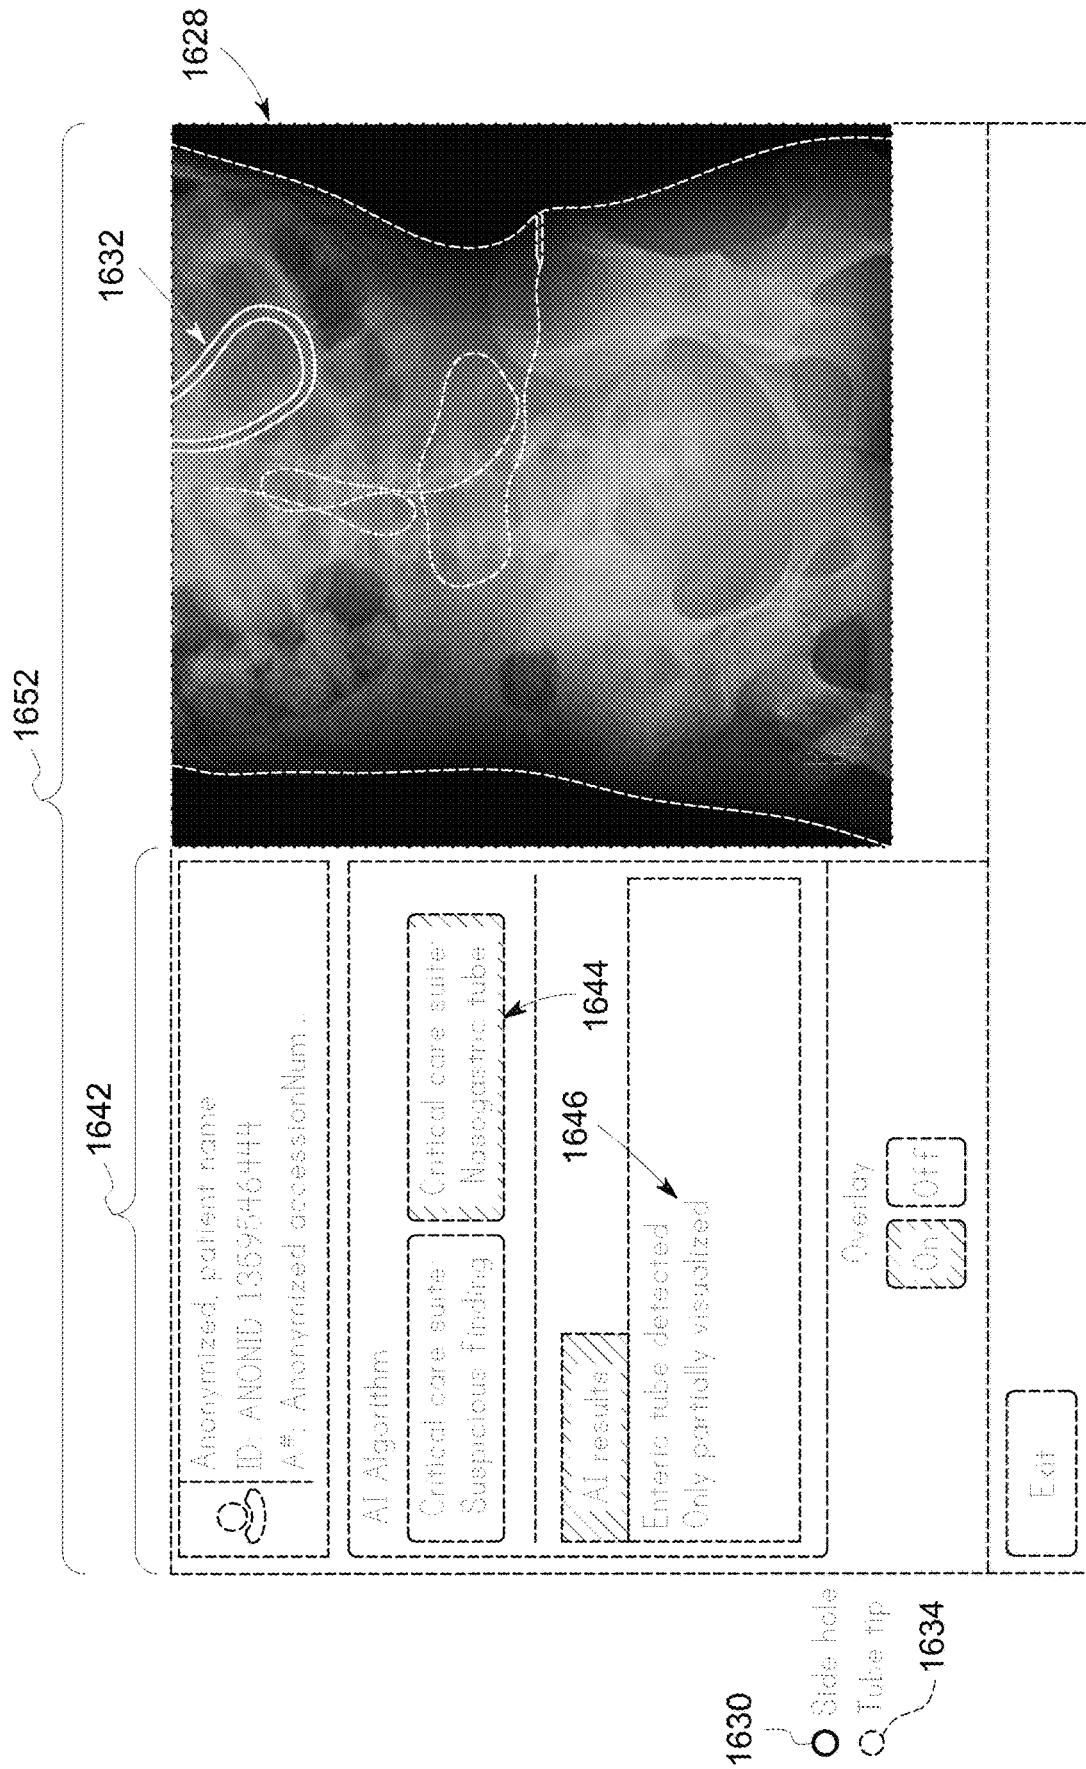 1652
1642
1628
1632
Anonymized, patient name
ID: ANONID 1369546444
A#: Anonymized accessionNum..
AI Algorithm
Critical care suite
Suspicious finding
Critical care suite
Nasogastric tube
1644
AI results
1646
Enteric tube detected
Only partially visualized
Overlay
On
Off
Exit
1630
Side hole
Tube tip
1634